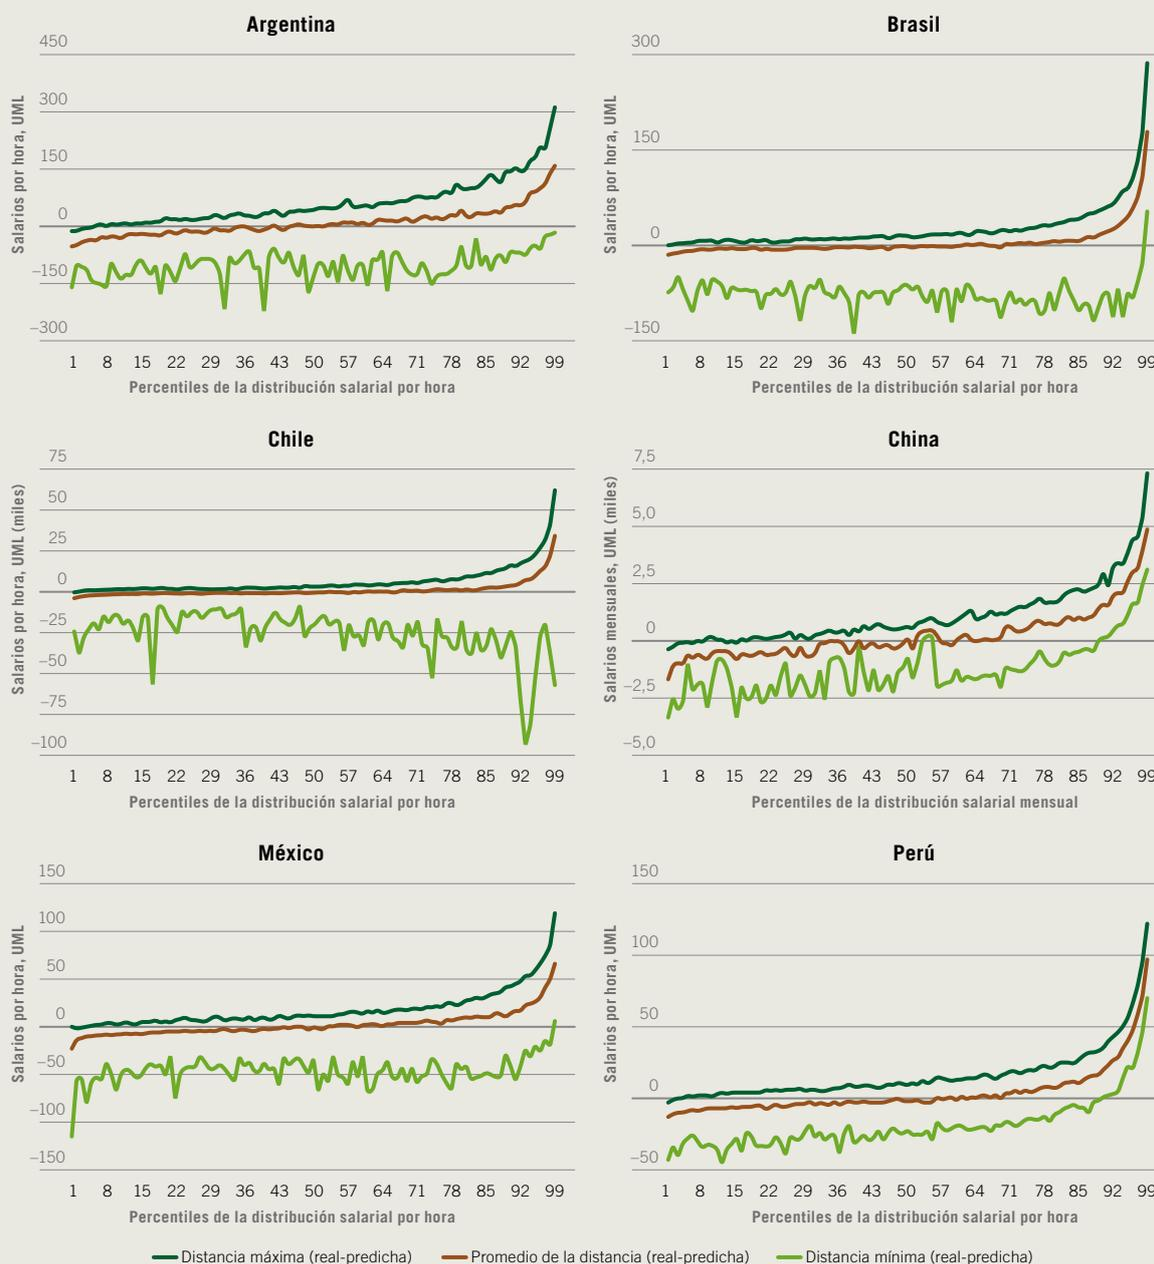 Argentina
450
300
150
0
–150
–300
Salarios por hora, UML
1 8 15 22 29 36 43 50 57 64 71 78 85 92 99
Percentiles de la distribución salarial por hora
Brasil
300
150
0
–150
Salarios por hora, UML
1 8 15 22 29 36 43 50 57 64 71 78 85 92 99
Percentiles de la distribución salarial por hora
Chile
75
50
25
0
–25
–50
–75
–100
Salarios por hora, UML (miles)
1 8 15 22 29 36 43 50 57 64 71 78 85 92 99
Percentiles de la distribución salarial por hora
China
7,5
5,0
2,5
0
–2,5
–5,0
Salarios mensuales, UML (miles)
1 8 15 22 29 36 43 50 57 64 71 78 85 92 99
Percentiles de la distribución salarial mensual
México
150
100
50
0
–50
–100
–150
Salarios por hora, UML
1 8 15 22 29 36 43 50 57 64 71 78 85 92 99
Percentiles de la distribución salarial por hora
Perú
150
100
50
0
–50
Salarios por hora, UML
1 8 15 22 29 36 43 50 57 64 71 78 85 92 99
Percentiles de la distribución salarial por hora
Distancia máxima (real-predicha) Promedio de la distancia (real-predicha) Distancia mínima (real-predicha)